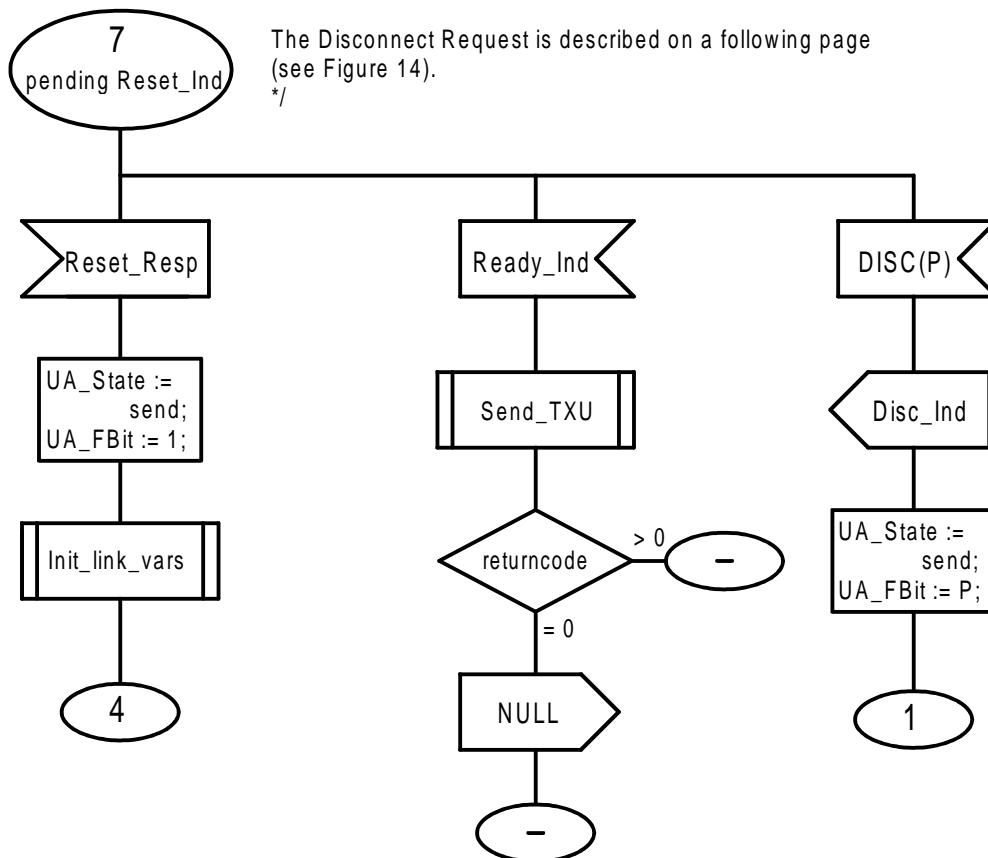 7
pending Reset_Ind
The Disconnect Request is described on a following page
(see Figure 14).
*/
Reset_Resp
Ready_Ind
DISC(P)
UA_State :=
send;
UA_FBit := 1;
Send_TXU
Disc_Ind
Init_link_vars
returncode
> 0
–
= 0
UA_State :=
send;
UA_FBit := P;
4
NULL
1
–